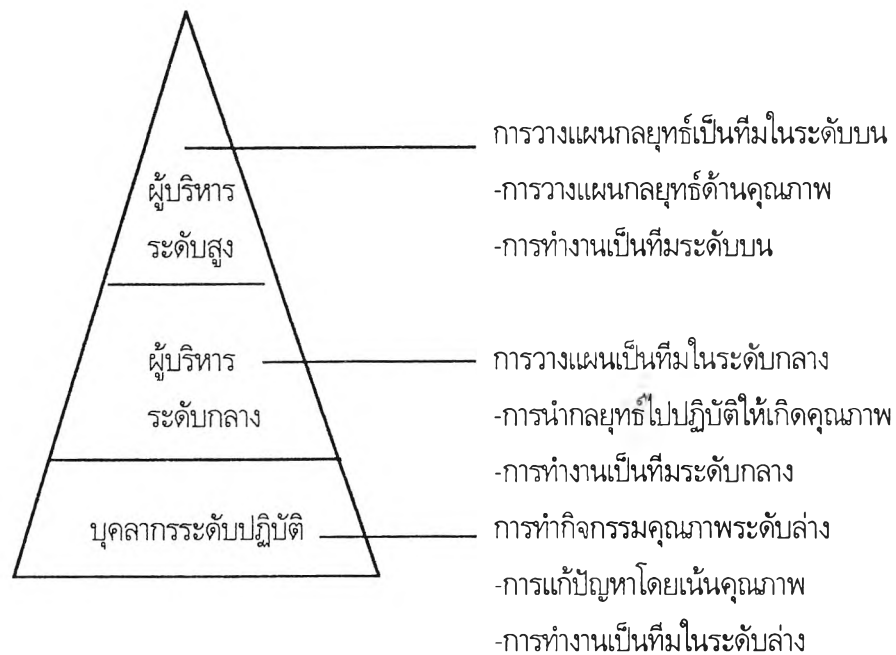 การวางแผนกลยุทธ์เป็นทีมในระดับบน
ผู้บริหาร
-การวางแผนกลยุทธ์ด้านคุณภาพ
ระดับสูง
-การทำงานเป็นทีมระดับบน
ผู้บริหาร
การวางแผนเป็นทีมในระดับกลาง
ระดับกลาง
-การนำกลยุทธ์ไปปฏิบัติให้เกิดคุณภาพ
-การทำงานเป็นทีมระดับกลาง
บุคลากรระดับปฏิบัติ
การทำกิจกรรมคุณภาพระดับล่าง
-การแก้ปัญหาโดยเน้นคุณภาพ
-การทำงานเป็นทีมในระดับล่าง